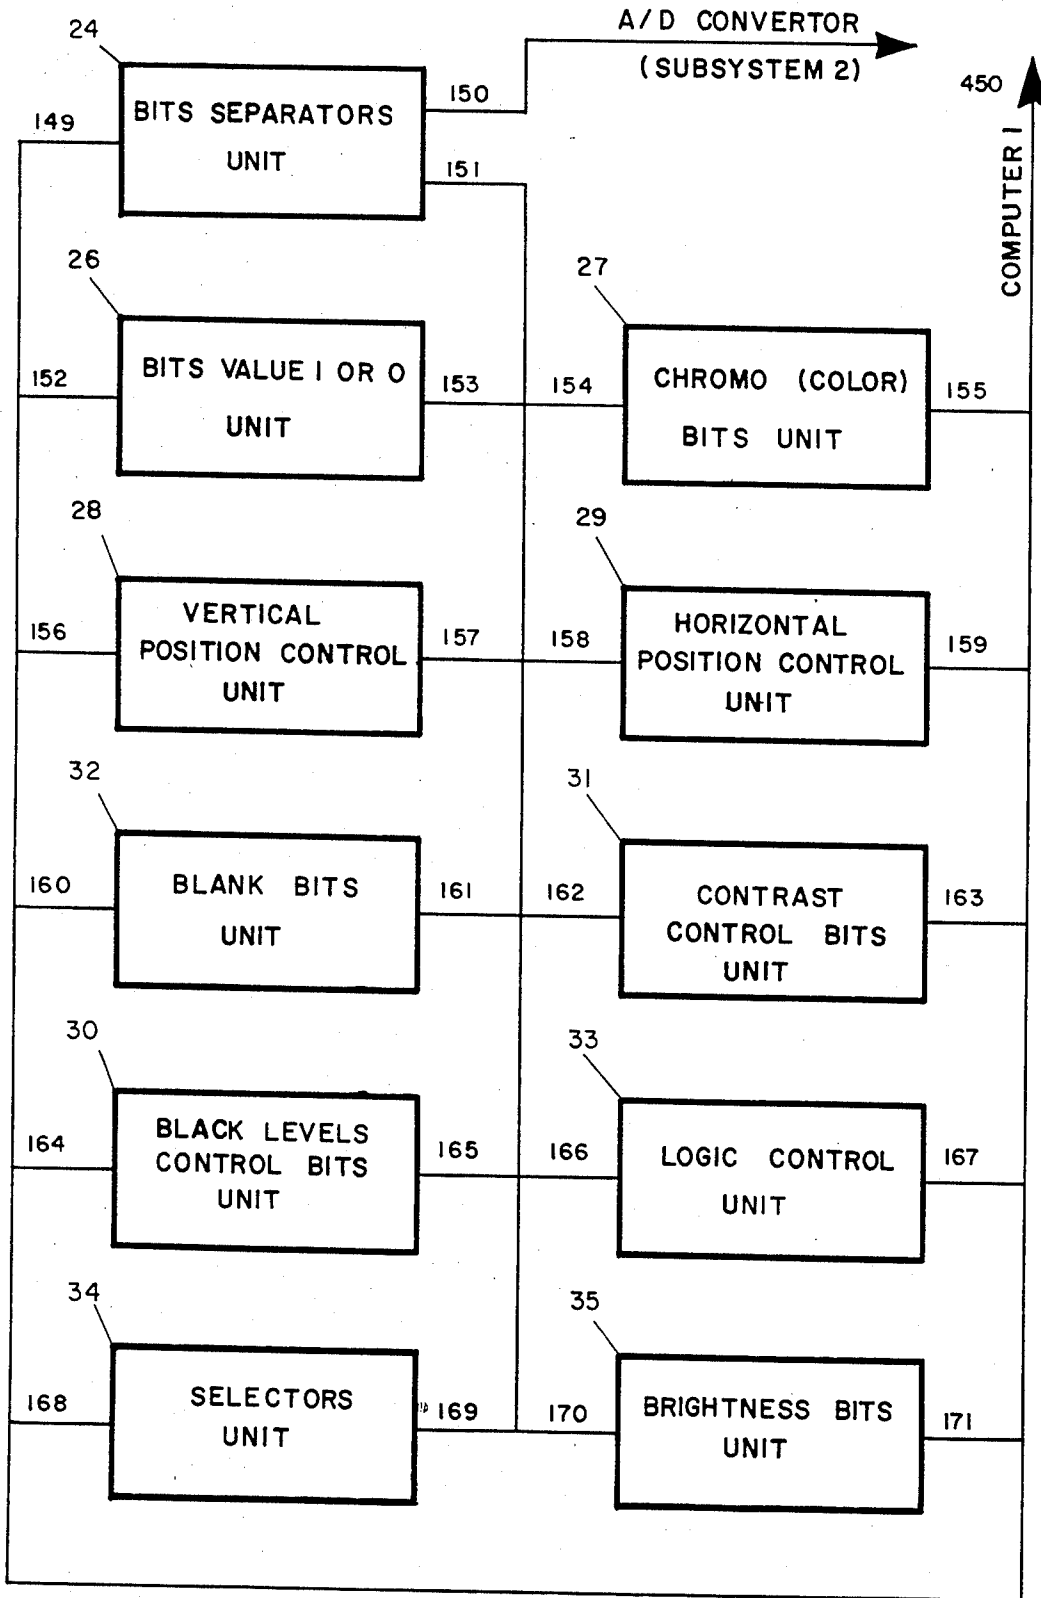 24
A/D CONVERTOR
(SUBSYSTEM 2)
450
COMPUTER 1
149
BITS SEPARATORS
UNIT
150
151
26
27
152
BITS VALUE 1 OR 0
UNIT
153
154
CHROMO (COLOR)
BITS UNIT
155
28
29
156
VERTICAL
POSITION CONTROL
UNIT
157
158
HORIZONTAL
POSITION CONTROL
UNIT
159
32
31
160
BLANK BITS
UNIT
161
162
CONTRAST
CONTROL BITS
UNIT
163
30
33
164
BLACK LEVELS
CONTROL BITS
UNIT
165
166
LOGIC CONTROL
UNIT
167
34
35
168
SELECTORS
UNIT
169
170
BRIGHTNESS BITS
UNIT
171